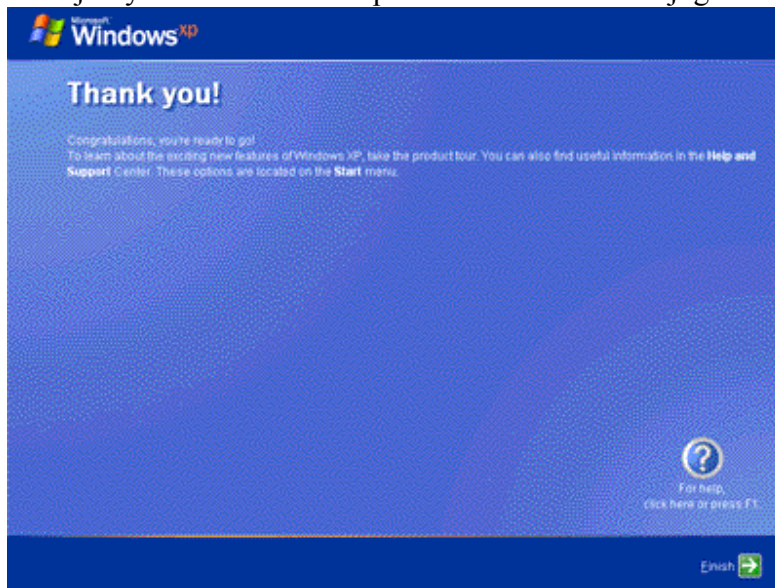 Microsoft
Windows xp
Thank you!
Congratulations, you're ready to go!
To learn about the exciting new features of Windows XP, take the product tour. You can also find useful information in the Help and
Support Center. These options are located on the Start menu.
For help,
click here or press F1.
Finish